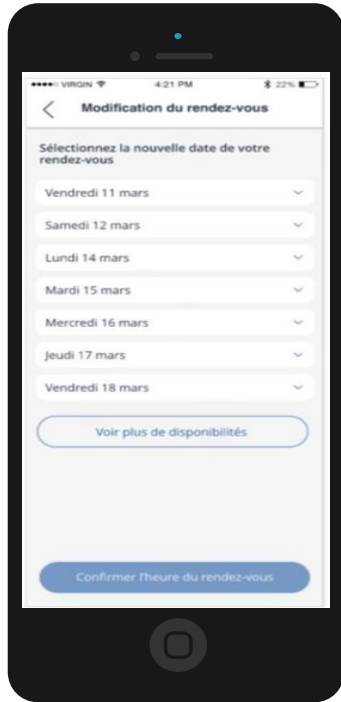 VIRGIN 4:21 PM 22%
Modification du rendez-vous
Sélectionnez la nouvelle date de votre
rendez-vous
Vendredi 11 mars
Samedi 12 mars
Lundi 14 mars
Mardi 15 mars
Mercredi 16 mars
Jeudi 17 mars
Vendredi 18 mars
Voir plus de disponibilités
Confirmer l'heure du rendez-vous